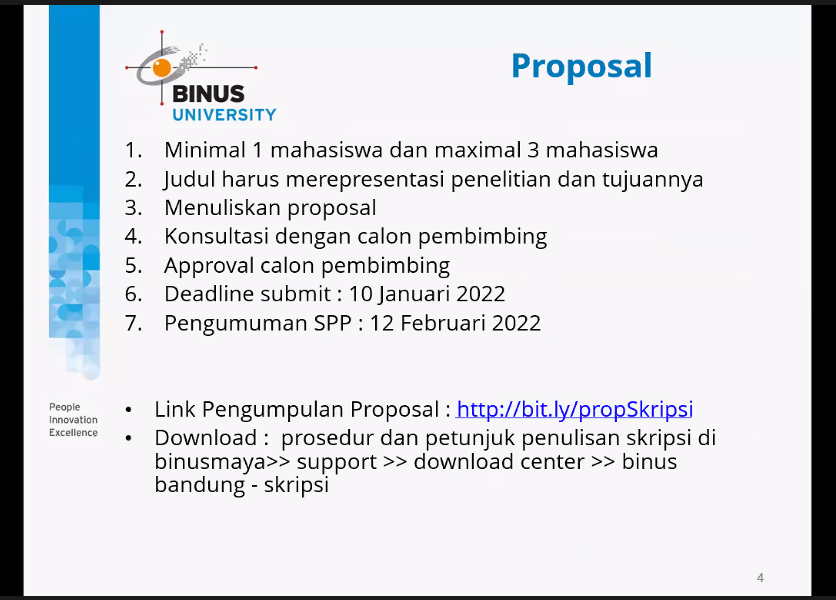 Proposal
BINUS
UNIVERSITY
1. Minimal 1 mahasiswa dan maximal 3 mahasiswa
2. Judul harus merepresentasi penelitian dan tujuannya
3. Menuliskan proposal
4. Konsultasi dengan calon pembimbing
5. Approval calon pembimbing
6. Deadline submit : 10 Januari 2022
7. Pengumuman SPP : 12 Februari 2022
• Link Pengumpulan Proposal : http://bit.ly/propSkripsi
• Download :  prosedur dan petunjuk penulisan skripsi di
binusmaya>> support >> download center >> binus
bandung - skripsi
People
Innovation
Excellence
4